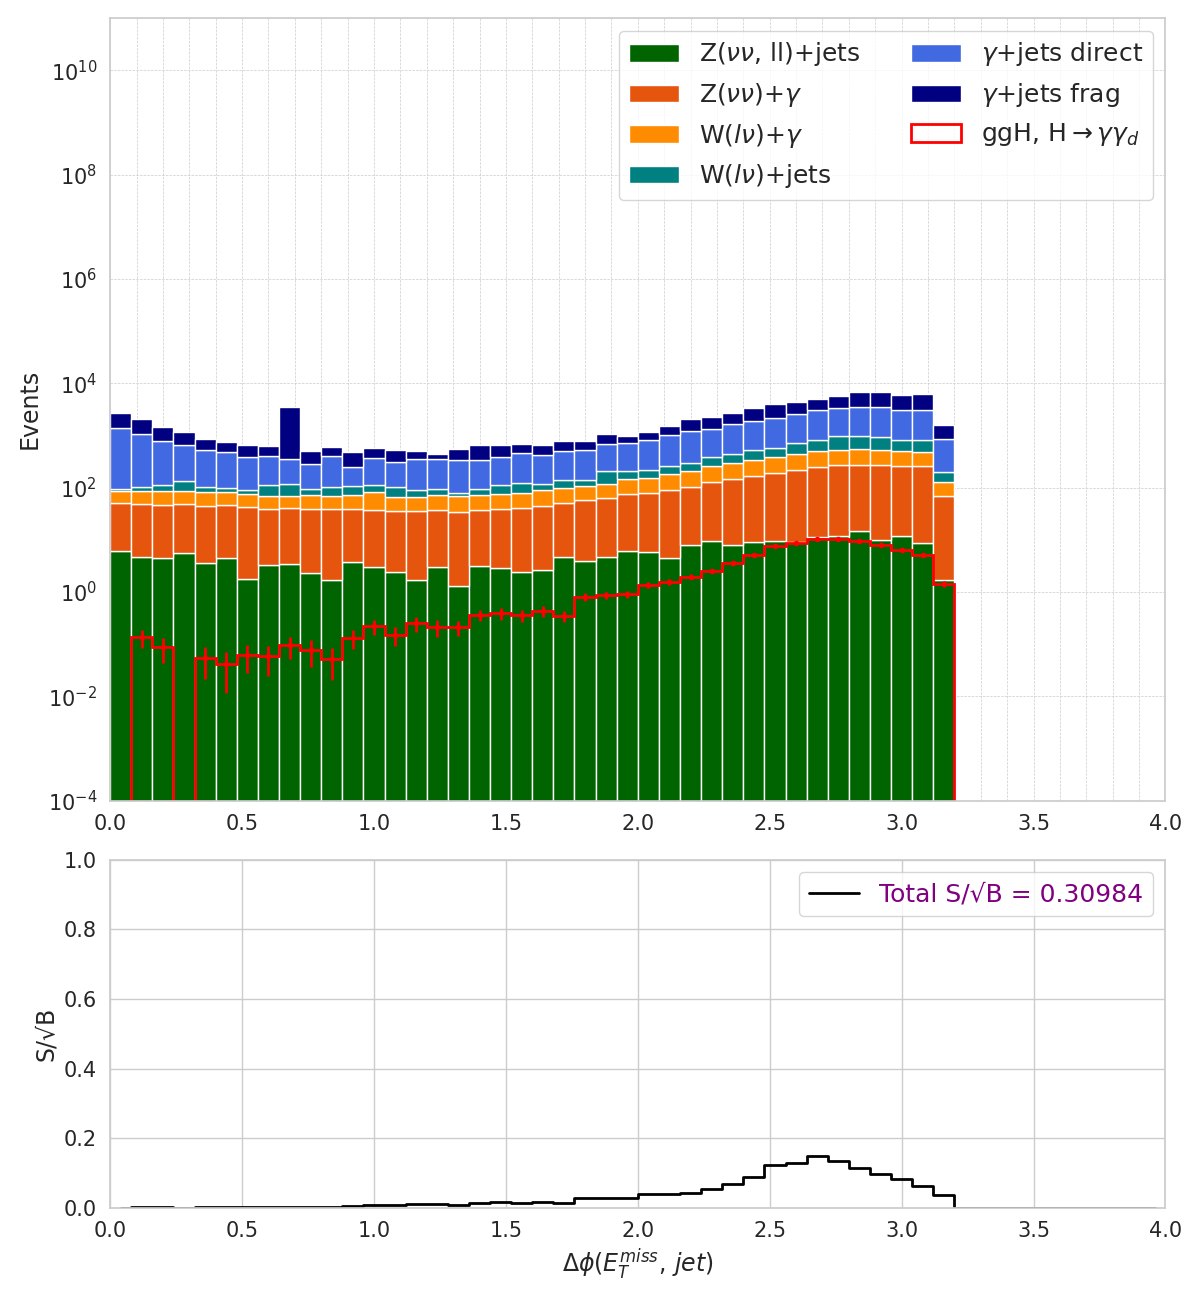 Z(νν, ll)+jets
Z(νν)+γ
W(lν)+γ
W(lν)+jets
γ+jets direct
γ+jets frag
ggH, H→γγ_d
Events
10^10
10^8
10^6
10^4
10^2
10^0
10^−2
10^−4
0.0 0.5 1.0 1.5 2.0 2.5 3.0 3.5 4.0
Total S/√B = 0.30984
S/√B
1.0
0.8
0.6
0.4
0.2
0.0
0.0 0.5 1.0 1.5 2.0 2.5 3.0 3.5 4.0
Δϕ(E_T^miss, jet)